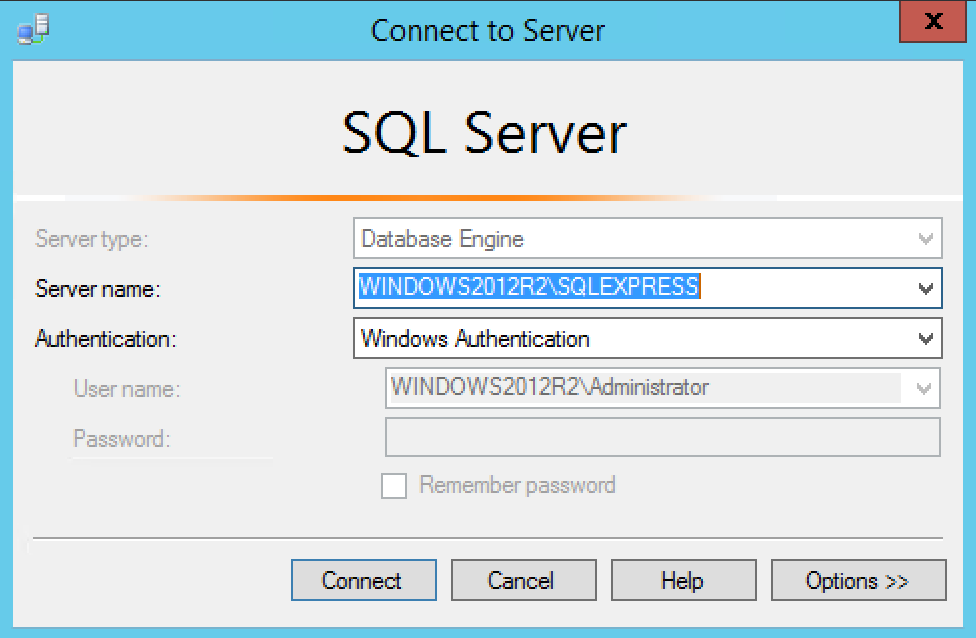 Connect to Server
x
SQL Server
Server type: Database Engine
Server name: WINDOWS2012R2\SQLEXPRESS
Authentication: Windows Authentication
User name: WINDOWS2012R2\Administrator
Password:
Remember password
Connect Cancel Help Options >>